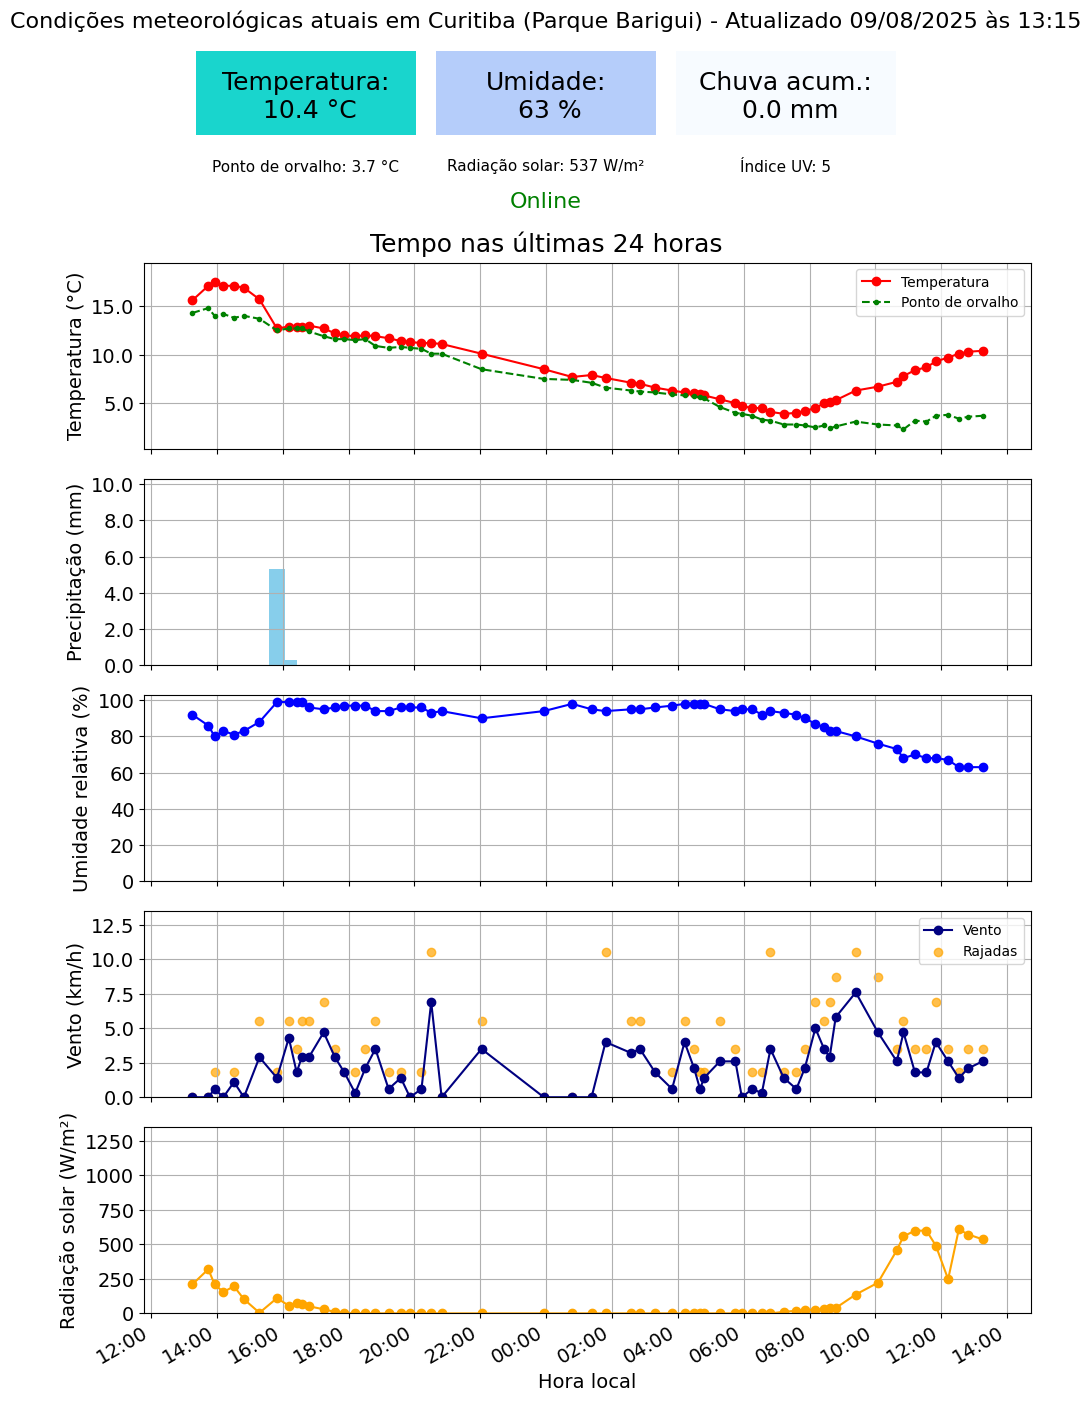 Condições meteorológicas atuais em Curitiba (Parque Barigui) - Atualizado 09/08/2025 às 13:15
Temperatura:
10.4 °C
Umidade:
63 %
Chuva acum.:
0.0 mm
Ponto de orvalho: 3.7 °C
Radiação solar: 537 W/m²
Índice UV: 5
Online
Tempo nas últimas 24 horas
Temperatura (°C)
15.0
10.0
5.0
Temperatura
Ponto de orvalho
Precipitação (mm)
10.0
8.0
6.0
4.0
2.0
0.0
Umidade relativa (%)
100
80
60
40
20
0
Vento (km/h)
12.5
10.0
7.5
5.0
2.5
0.0
Vento
Rajadas
Radiação solar (W/m²)
1250
1000
750
500
250
0
12:00
14:00
16:00
18:00
20:00
22:00
00:00
02:00
04:00
06:00
08:00
10:00
12:00
14:00
Hora local